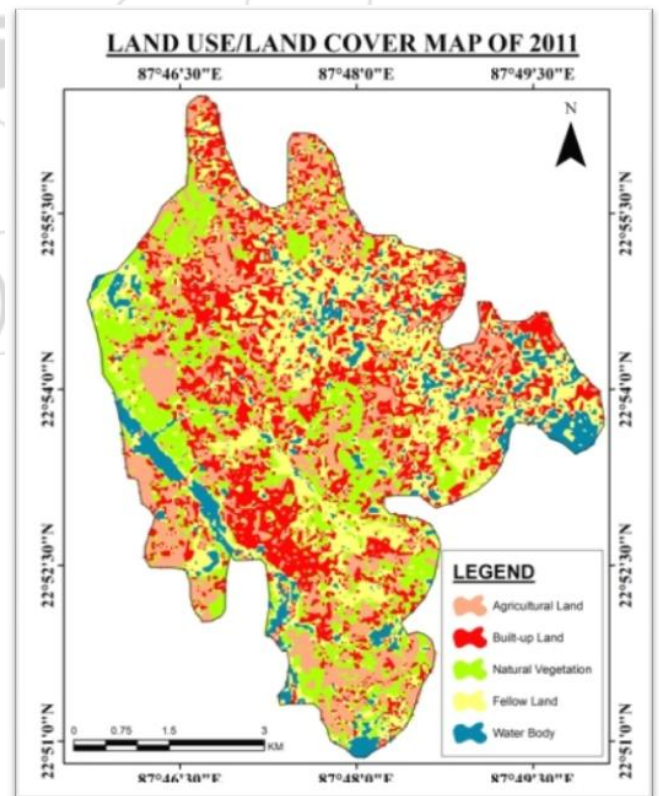 LAND USE/LAND COVER MAP OF 2011
87°46'30"E 87°48'0"E 87°49'30"E
N
22°55'30"N 22°55'30"N
22°54'0"N 22°54'0"N
22°52'30"N 22°52'30"N
22°51'0"N 22°51'0"N
LEGEND
Agricultural Land
Built-up Land
Natural Vegetation
Fellow Land
Water Body
0 0.75 1.5 3
KM
87°46'30"E 87°48'0"E 87°49'30"E